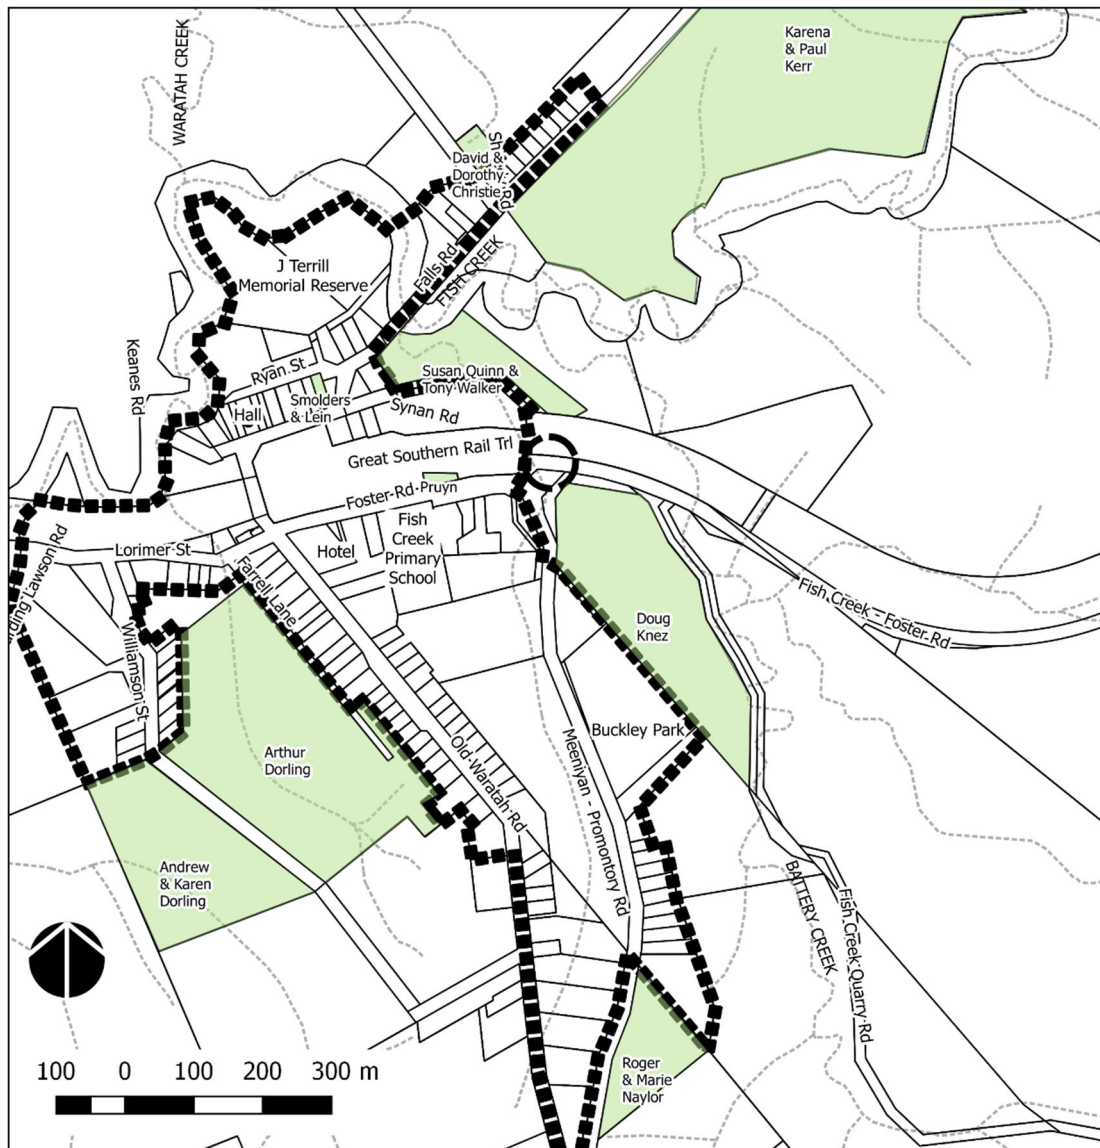 Karena
& Paul
Kerr
WARATAH CREEK
David &
Dorothy
Christie
Rd
J Terrill
Memorial Reserve
Falls Rd
FISH CREEK
Keanes Rd
Ryan St
Susan Quinn &
Tony Walker
Smolders
& Lein
Hall
Synan Rd
Great Southern Rail Trl
Foster Rd
Pruyn
Lorimer St
Farrell Lane
Hotel
Fish
Creek
Primary
School
Lawson Rd
Williamson St
Doug
Knez
Fish Creek - Foster Rd
Buckley Park
Arthur
Dorling
Old Waratah Rd
Meeniyan - Promontory Rd
Andrew
& Karen
Dorling
BATTERY CREEK
Fish Creek Quarry Rd
Roger
& Marie
Naylor
100 0 100 200 300 m